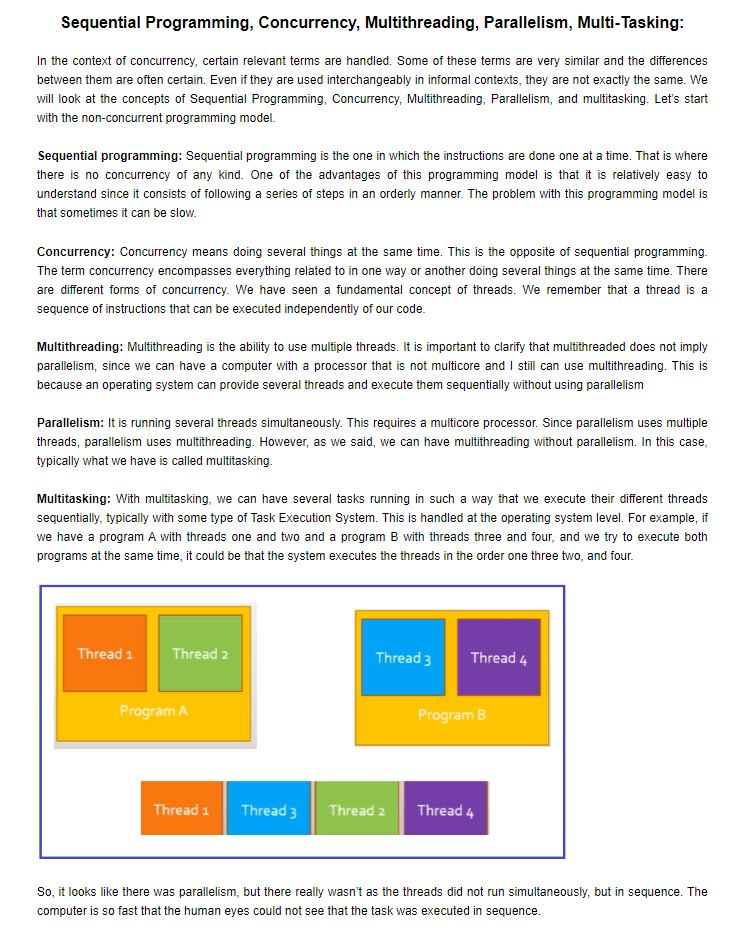 Sequential Programming, Concurrency, Multithreading, Parallelism, Multi-Tasking:
In the context of concurrency, certain relevant terms are handled. Some of these terms are very similar and the differences
between them are often certain. Even if they are used interchangeably in informal contexts, they are not exactly the same. We
will look at the concepts of Sequential Programming, Concurrency, Multithreading, Parallelism, and multitasking. Let's start
with the non-concurrent programming model.
Sequential programming: Sequential programming is the one in which the instructions are done one at a time. That is where
there is no concurrency of any kind. One of the advantages of this programming model is that it is relatively easy to
understand since it consists of following a series of steps in an orderly manner. The problem with this programming model is
that sometimes it can be slow.
Concurrency: Concurrency means doing several things at the same time. This is the opposite of sequential programming.
The term concurrency encompasses everything related to in one way or another doing several things at the same time. There
are different forms of concurrency. We have seen a fundamental concept of threads. We remember that a thread is a
sequence of instructions that can be executed independently of our code.
Multithreading: Multithreading is the ability to use multiple threads. It is important to clarify that multithreaded does not imply
parallelism, since we can have a computer with a processor that is not multicore and I still can use multithreading. This is
because an operating system can provide several threads and execute them sequentially without using parallelism
Parallelism: It is running several threads simultaneously. This requires a multicore processor. Since parallelism uses multiple
threads, parallelism uses multithreading. However, as we said, we can have multithreading without parallelism. In this case,
typically what we have is called multitasking.
Multitasking: With multitasking, we can have several tasks running in such a way that we execute their different threads
sequentially, typically with some type of Task Execution System. This is handled at the operating system level. For example, if
we have a program A with threads one and two and a program B with threads three and four, and we try to execute both
programs at the same time, it could be that the system executes the threads in the order one three two, and four.
Thread 1 Thread 2
Program A
Thread 3 Thread 4
Program B
Thread 1 Thread 3 Thread 2 Thread 4
So, it looks like there was parallelism, but there really wasn't as the threads did not run simultaneously, but in sequence. The
computer is so fast that the human eyes could not see that the task was executed in sequence.